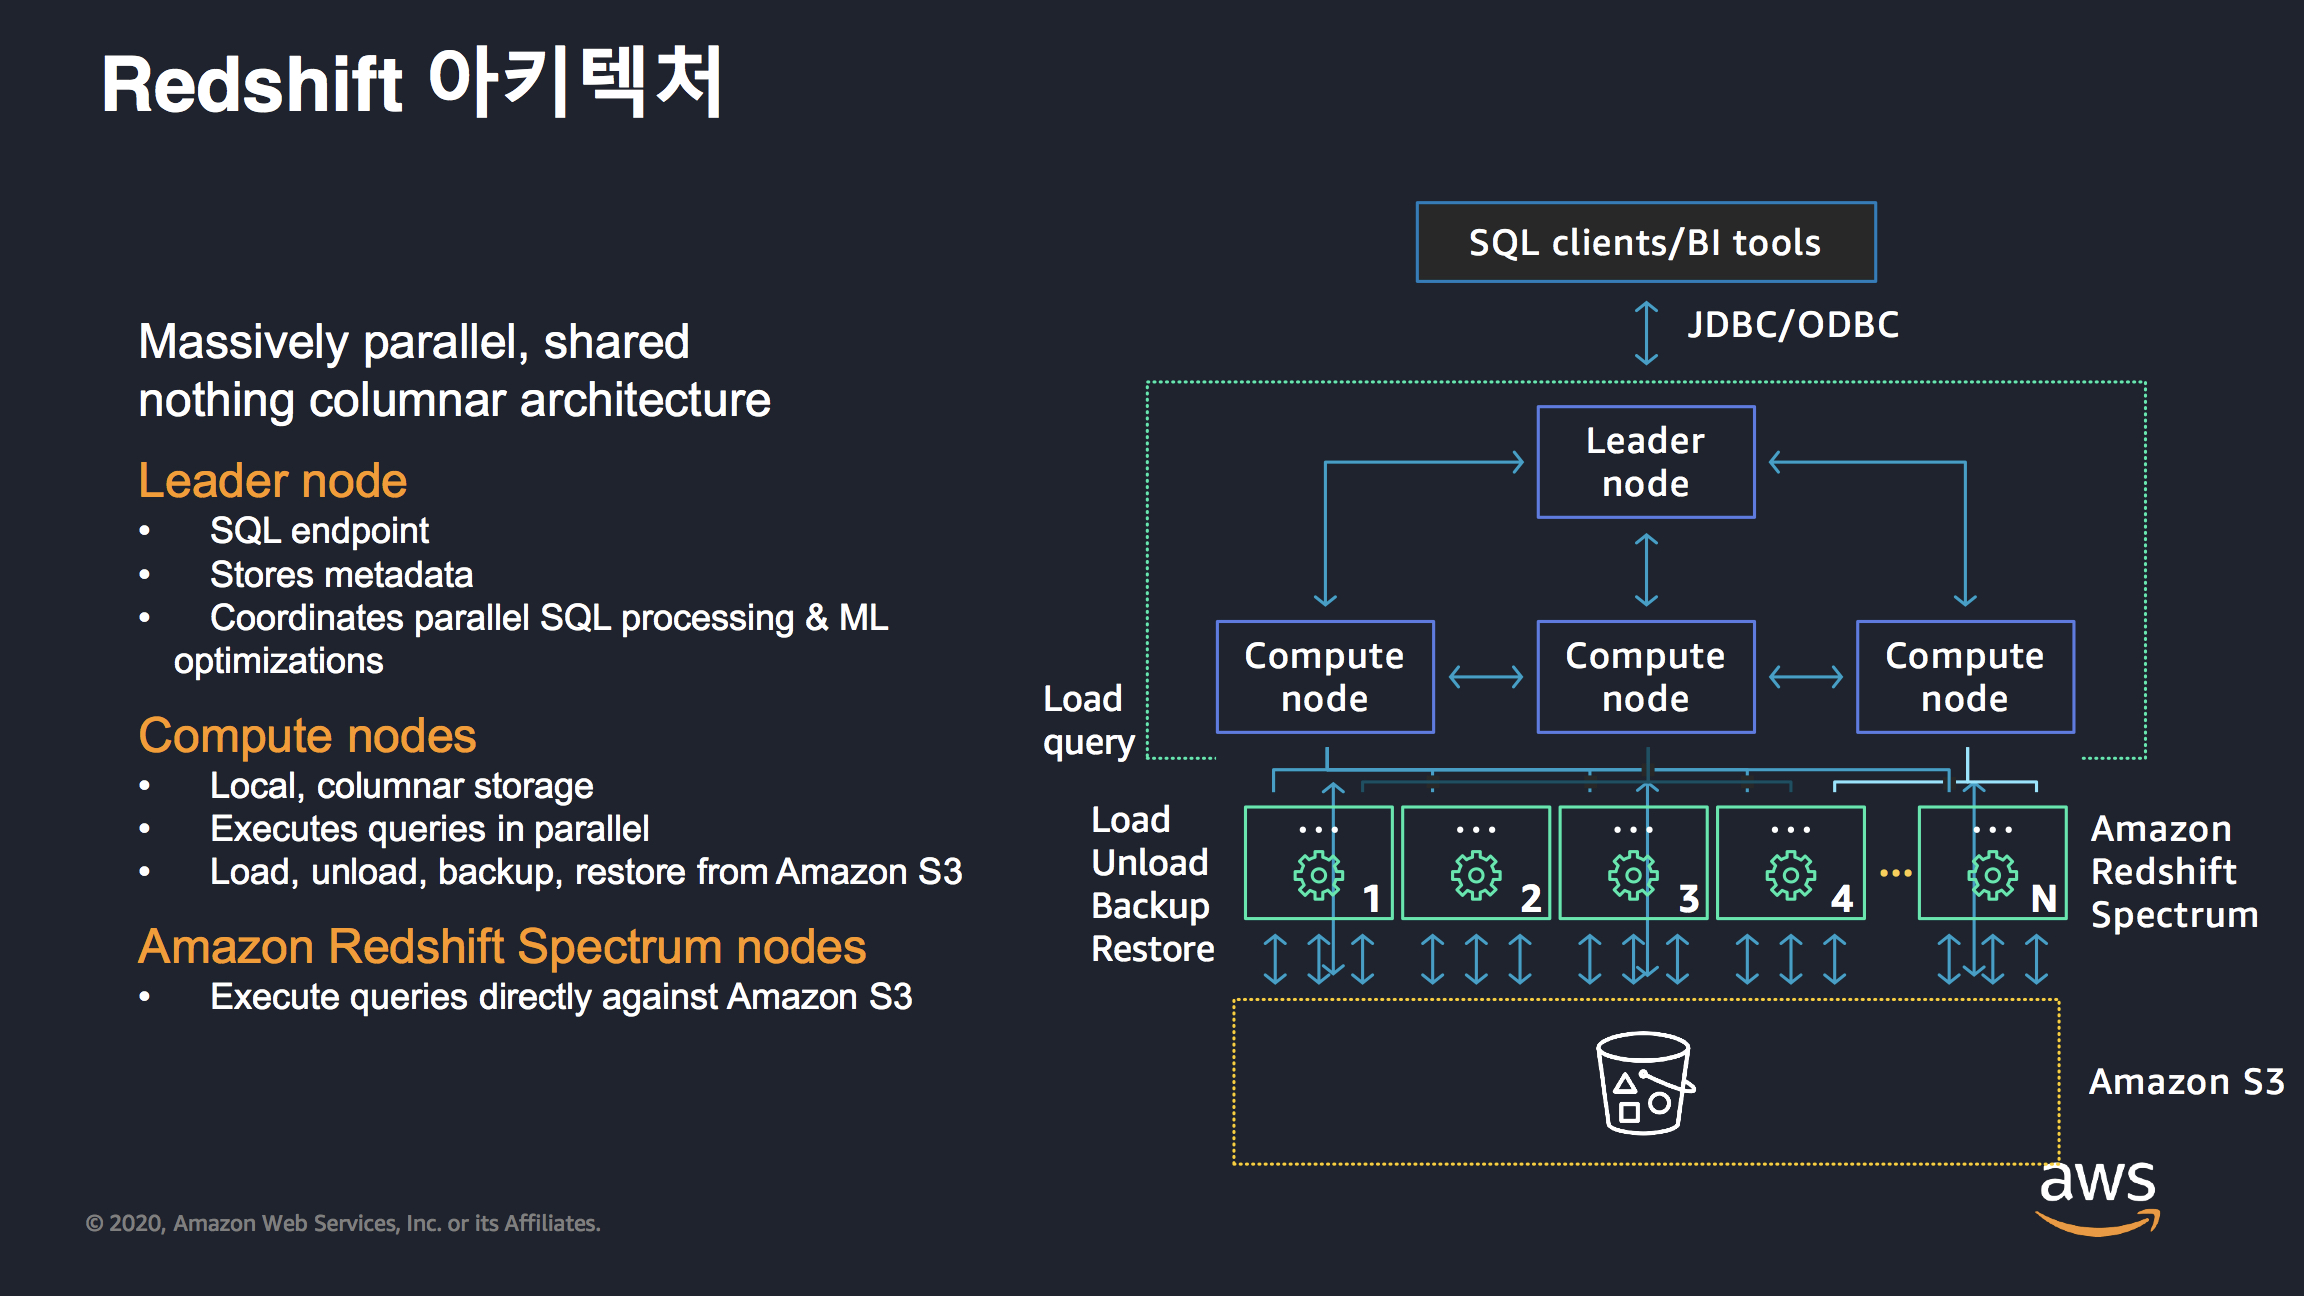 Redshift 아키텍처
Massively parallel, shared
nothing columnar architecture
Leader node
• SQL endpoint
• Stores metadata
• Coordinates parallel SQL processing & ML
optimizations
Compute nodes
• Local, columnar storage
• Executes queries in parallel
• Load, unload, backup, restore from Amazon S3
Amazon Redshift Spectrum nodes
• Execute queries directly against Amazon S3
SQL clients/BI tools
JDBC/ODBC
Leader
node
Compute
node
Compute
node
Compute
node
Load
query
Load
Unload
Backup
Restore
... 1
... 2
... 3
... 4
...
... N
Amazon
Redshift
Spectrum
Amazon S3
aws
© 2020, Amazon Web Services, Inc. or its Affiliates.